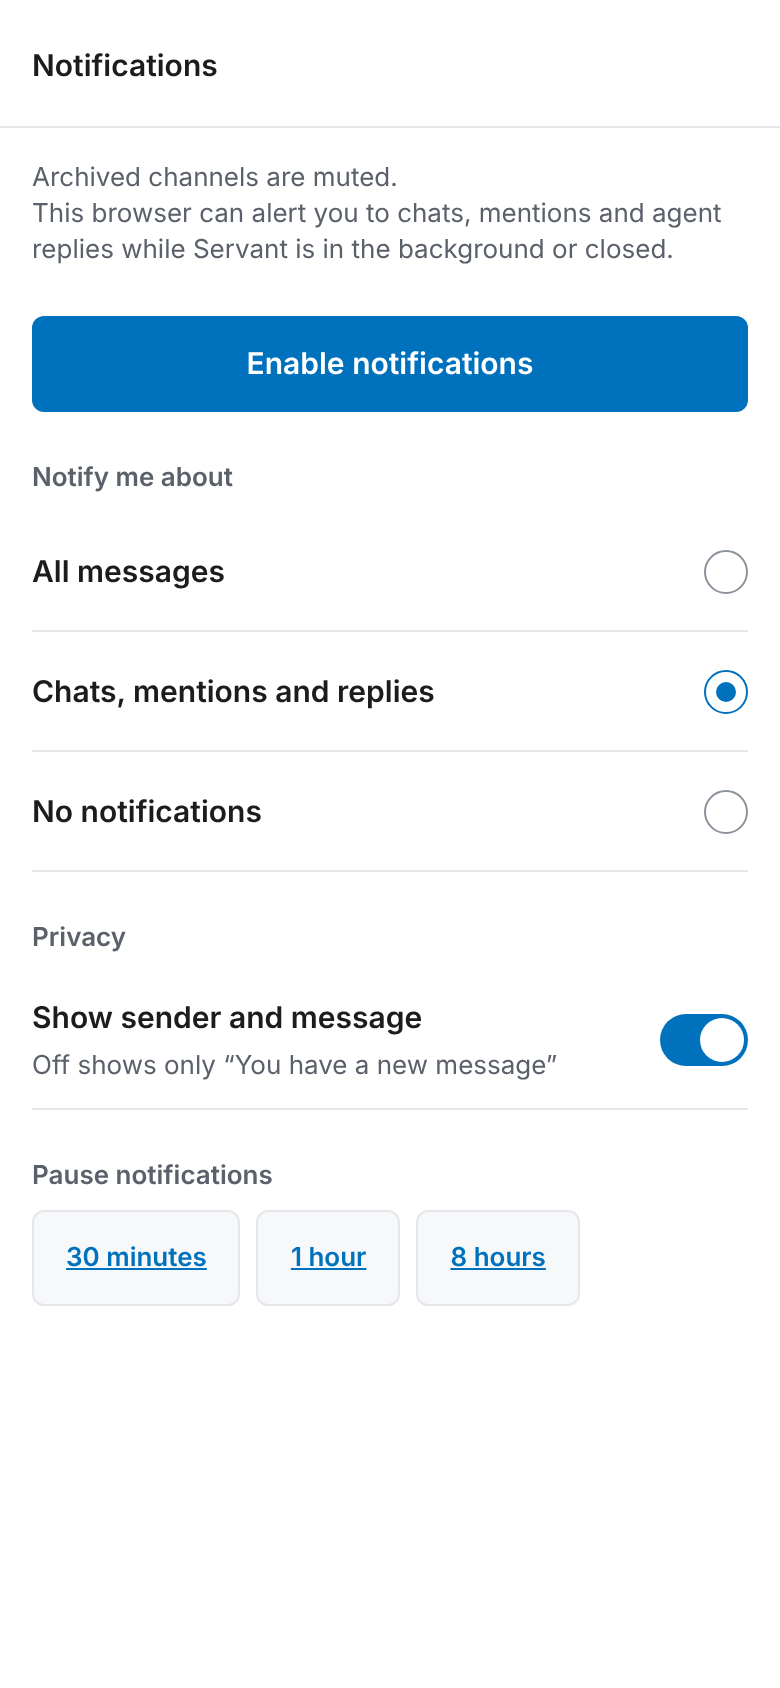 Notifications
Archived channels are muted.
This browser can alert you to chats, mentions and agent
replies while Servant is in the background or closed.
Enable notifications
Notify me about
All messages
Chats, mentions and replies
No notifications
Privacy
Show sender and message
Off shows only “You have a new message”
Pause notifications
30 minutes
1 hour
8 hours